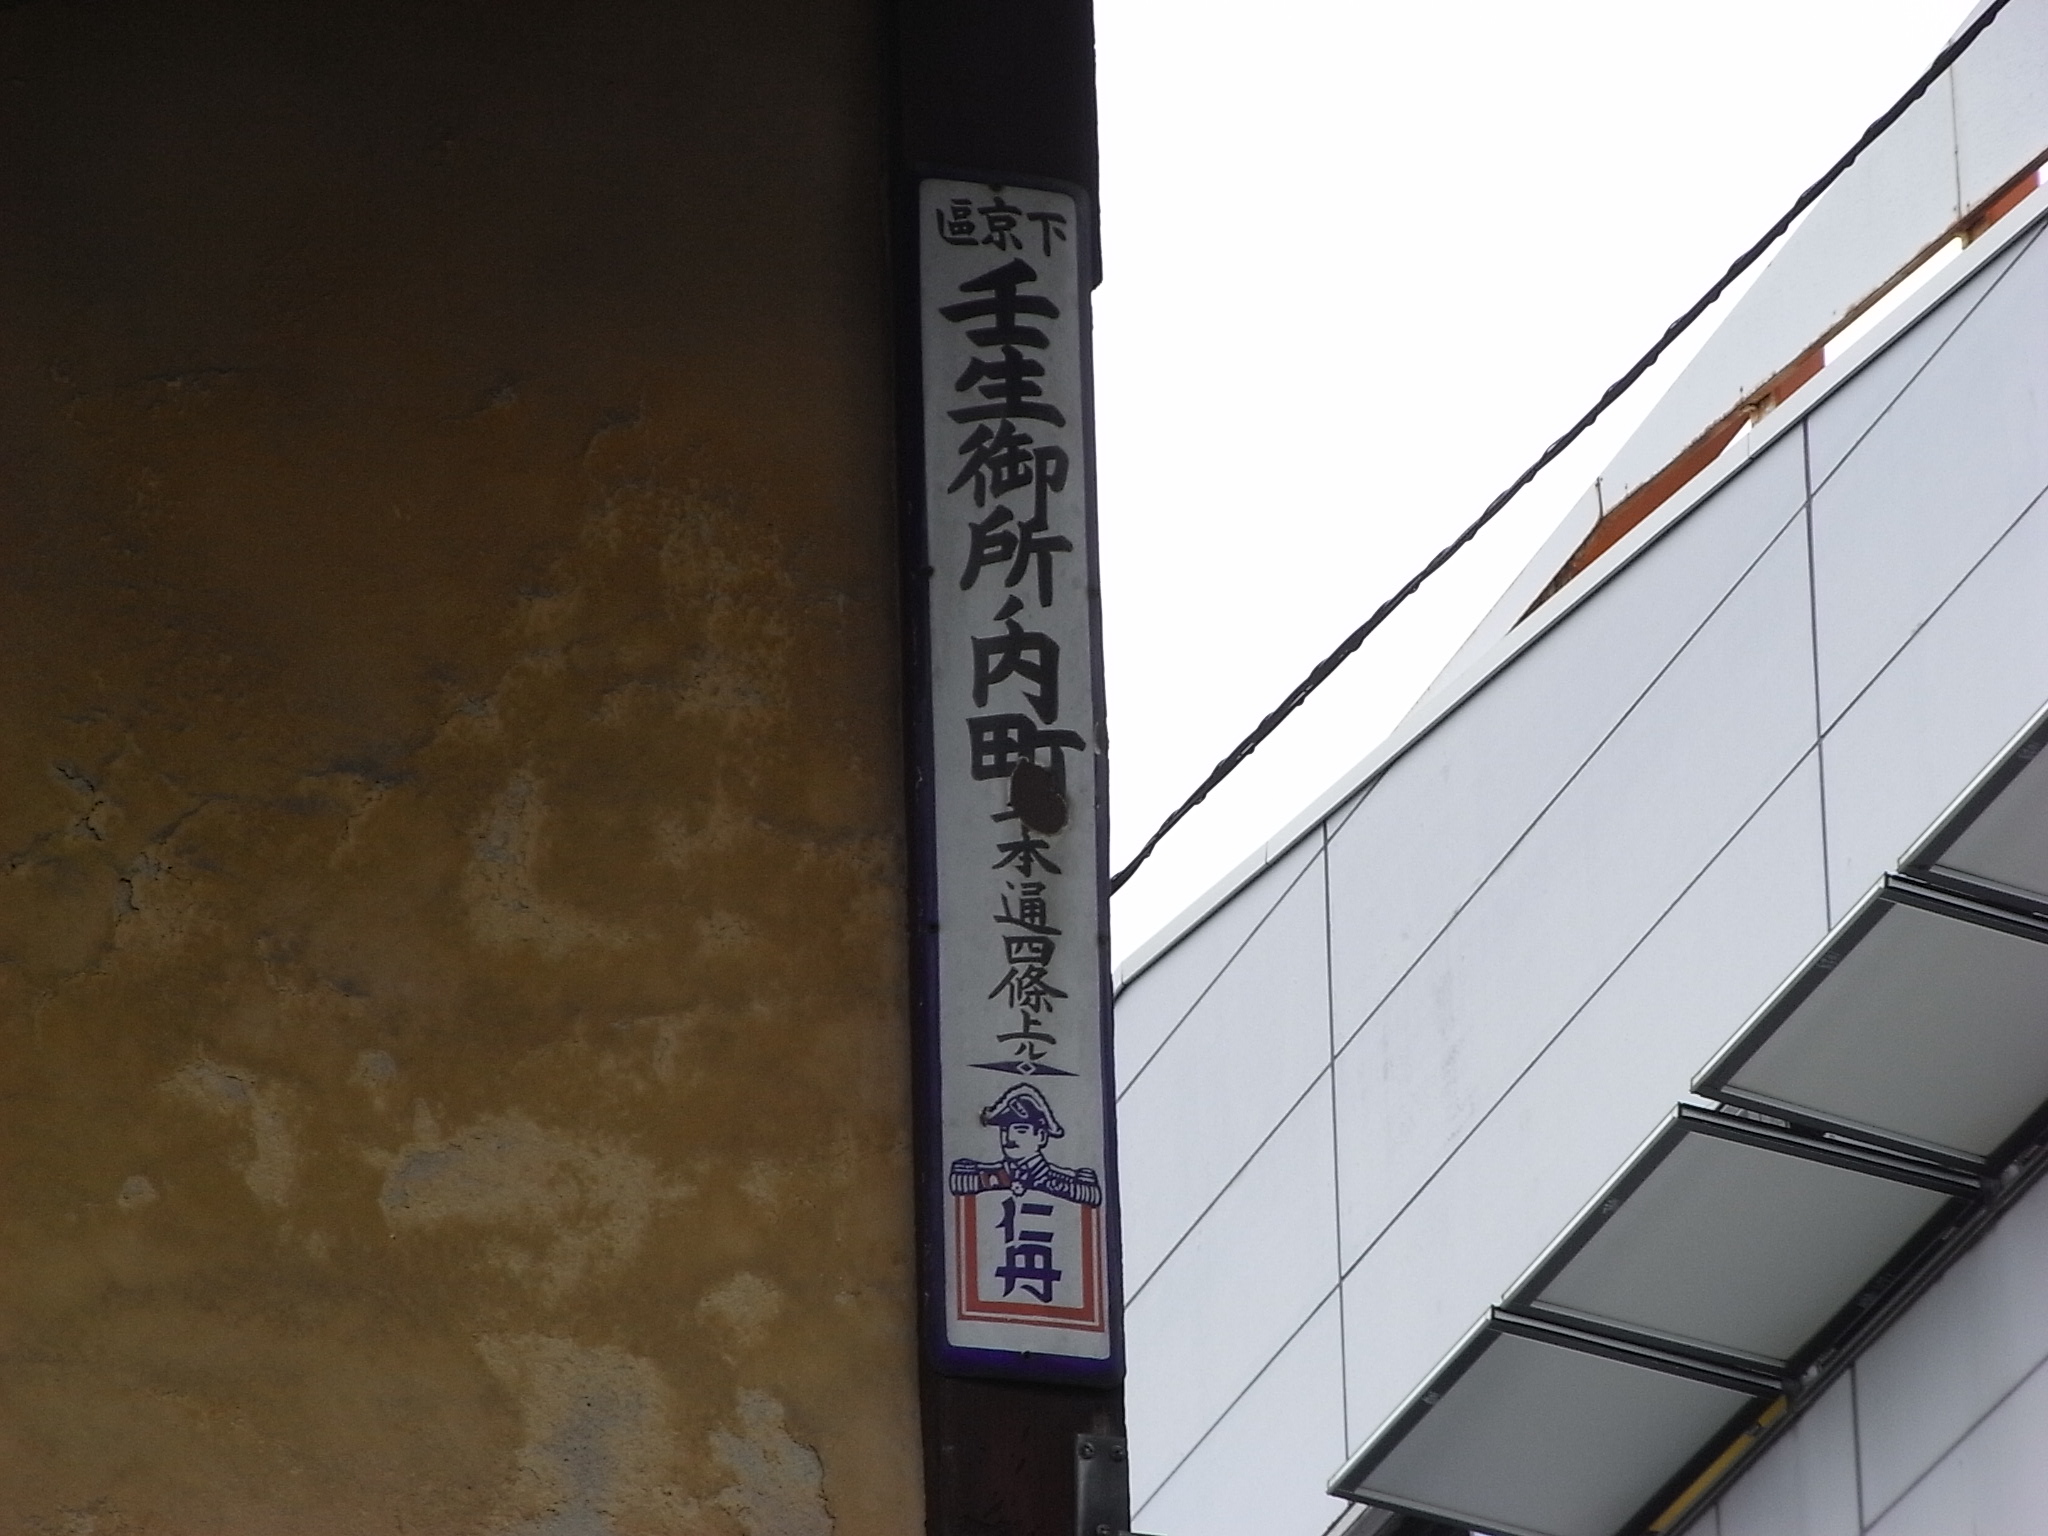 下京區
壬生御所ノ内町
本通四條上ル
仁丹